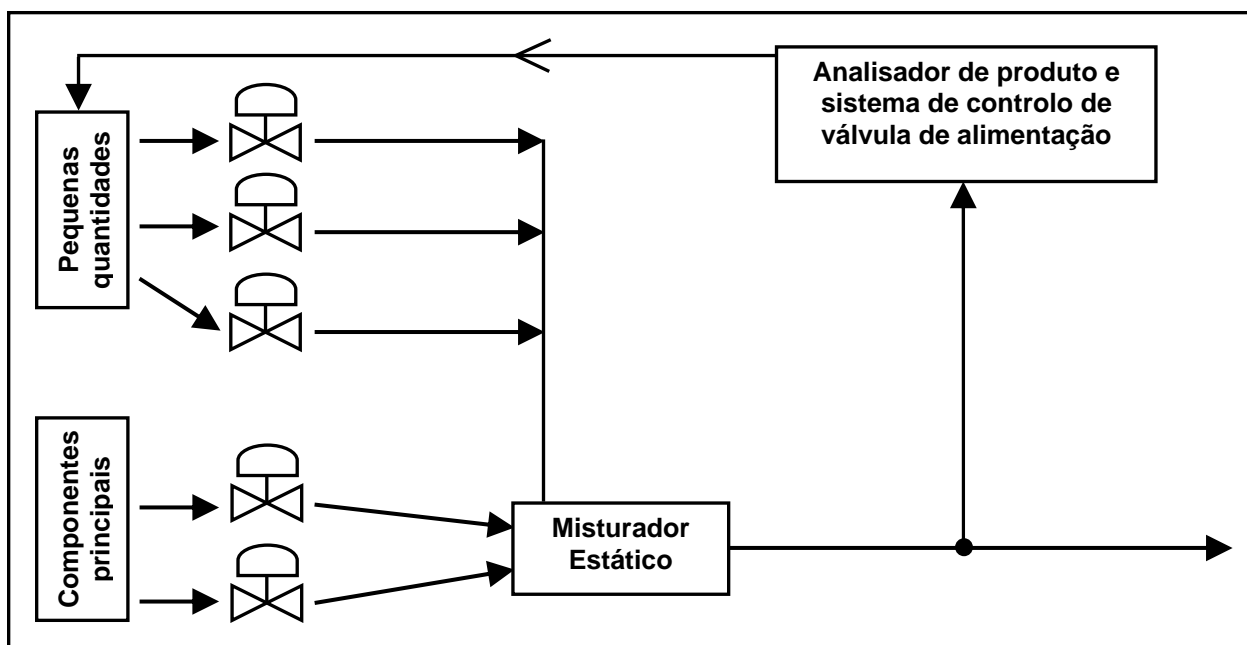 Analisador de produto e
sistema de controlo de
válvula de alimentação
Pequenas
quantidades
Componentes
principais
Misturador
Estático